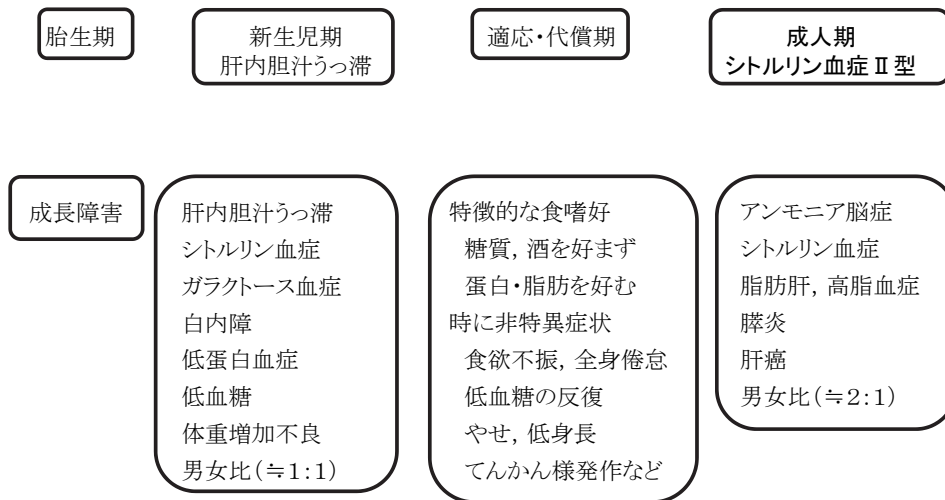 胎生期
新生児期
肝内胆汁うっ滞
適応・代償期
成人期
シトルリン血症Ⅱ型
成長障害
肝内胆汁うっ滞
シトルリン血症
ガラクトース血症
白内障
低蛋白血症
低血糖
体重増加不良
男女比(≒1:1)
特徴的な食嗜好
糖質, 酒を好まず
蛋白・脂肪を好む
時に非特異症状
食欲不振, 全身倦怠
低血糖の反復
やせ, 低身長
てんかん様発作など
アンモニア脳症
シトルリン血症
脂肪肝, 高脂血症
膵炎
肝癌
男女比(≒2:1)